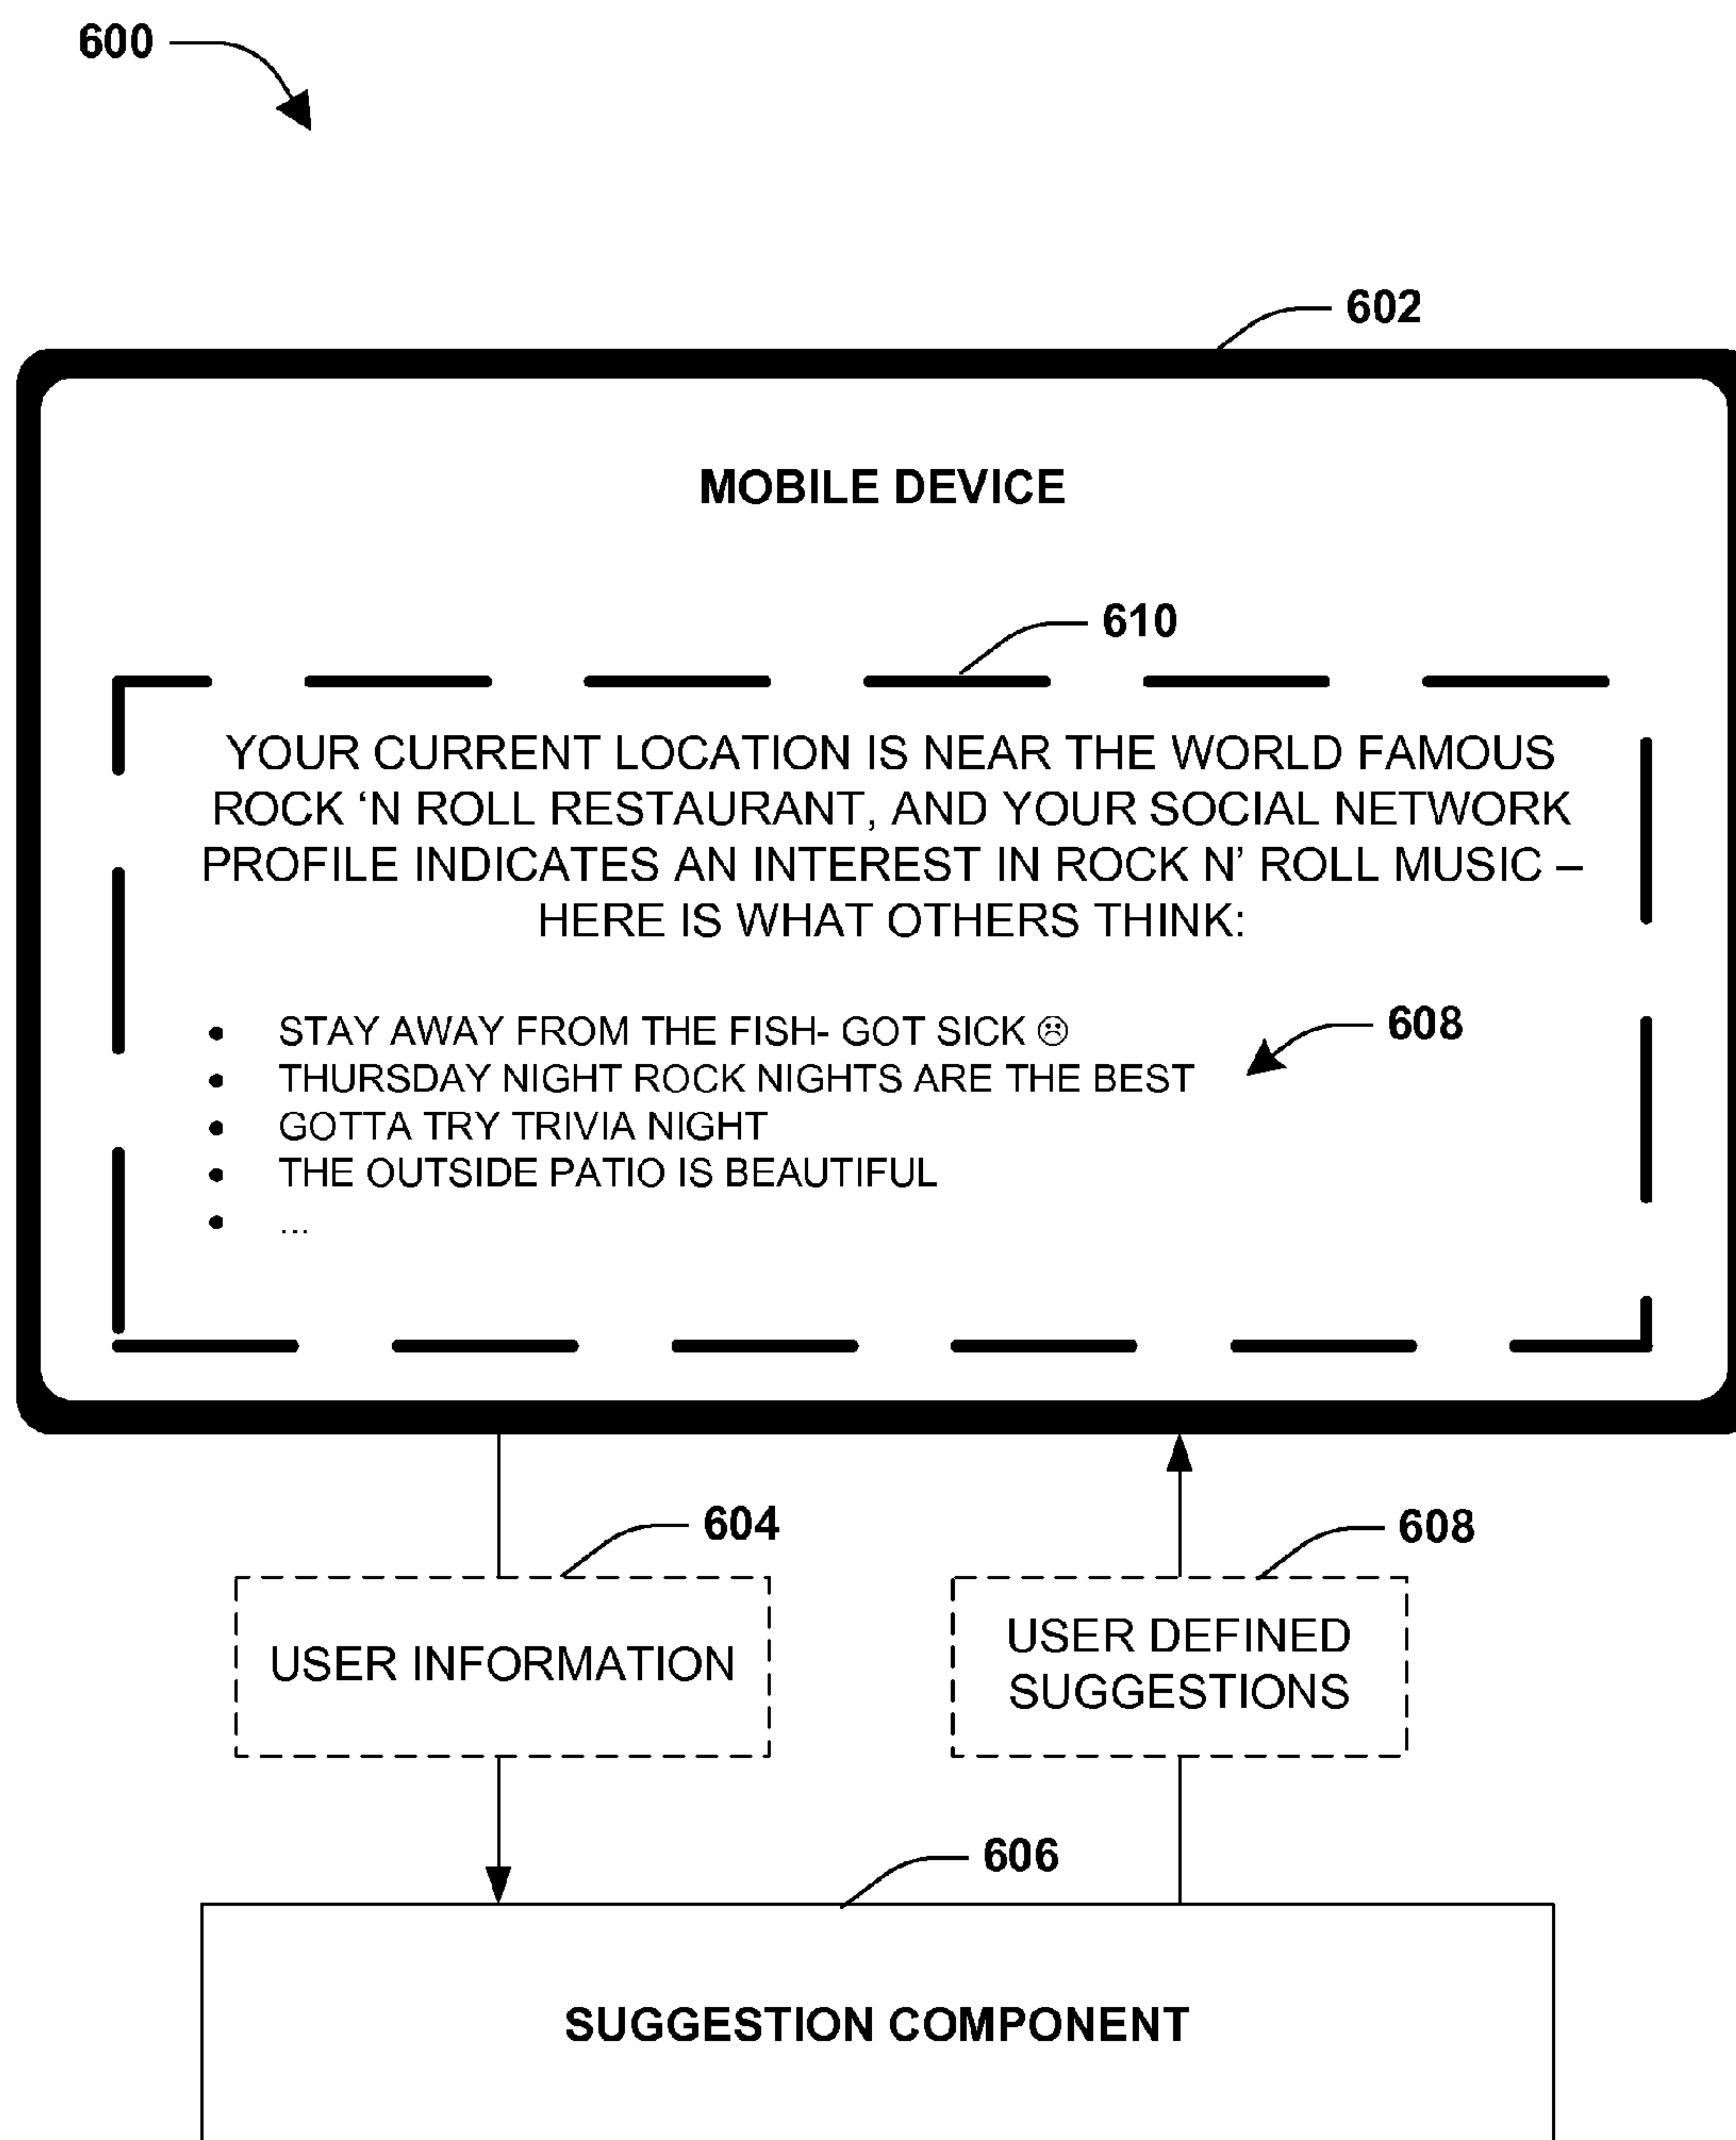 600
602
MOBILE DEVICE
610
YOUR CURRENT LOCATION IS NEAR THE WORLD FAMOUS
ROCK ‘N ROLL RESTAURANT, AND YOUR SOCIAL NETWORK
PROFILE INDICATES AN INTEREST IN ROCK N’ ROLL MUSIC –
HERE IS WHAT OTHERS THINK:
• STAY AWAY FROM THE FISH- GOT SICK ☹
608
• THURSDAY NIGHT ROCK NIGHTS ARE THE BEST
• GOTTA TRY TRIVIA NIGHT
• THE OUTSIDE PATIO IS BEAUTIFUL
• ...
604
608
USER INFORMATION
USER DEFINED
SUGGESTIONS
606
SUGGESTION COMPONENT